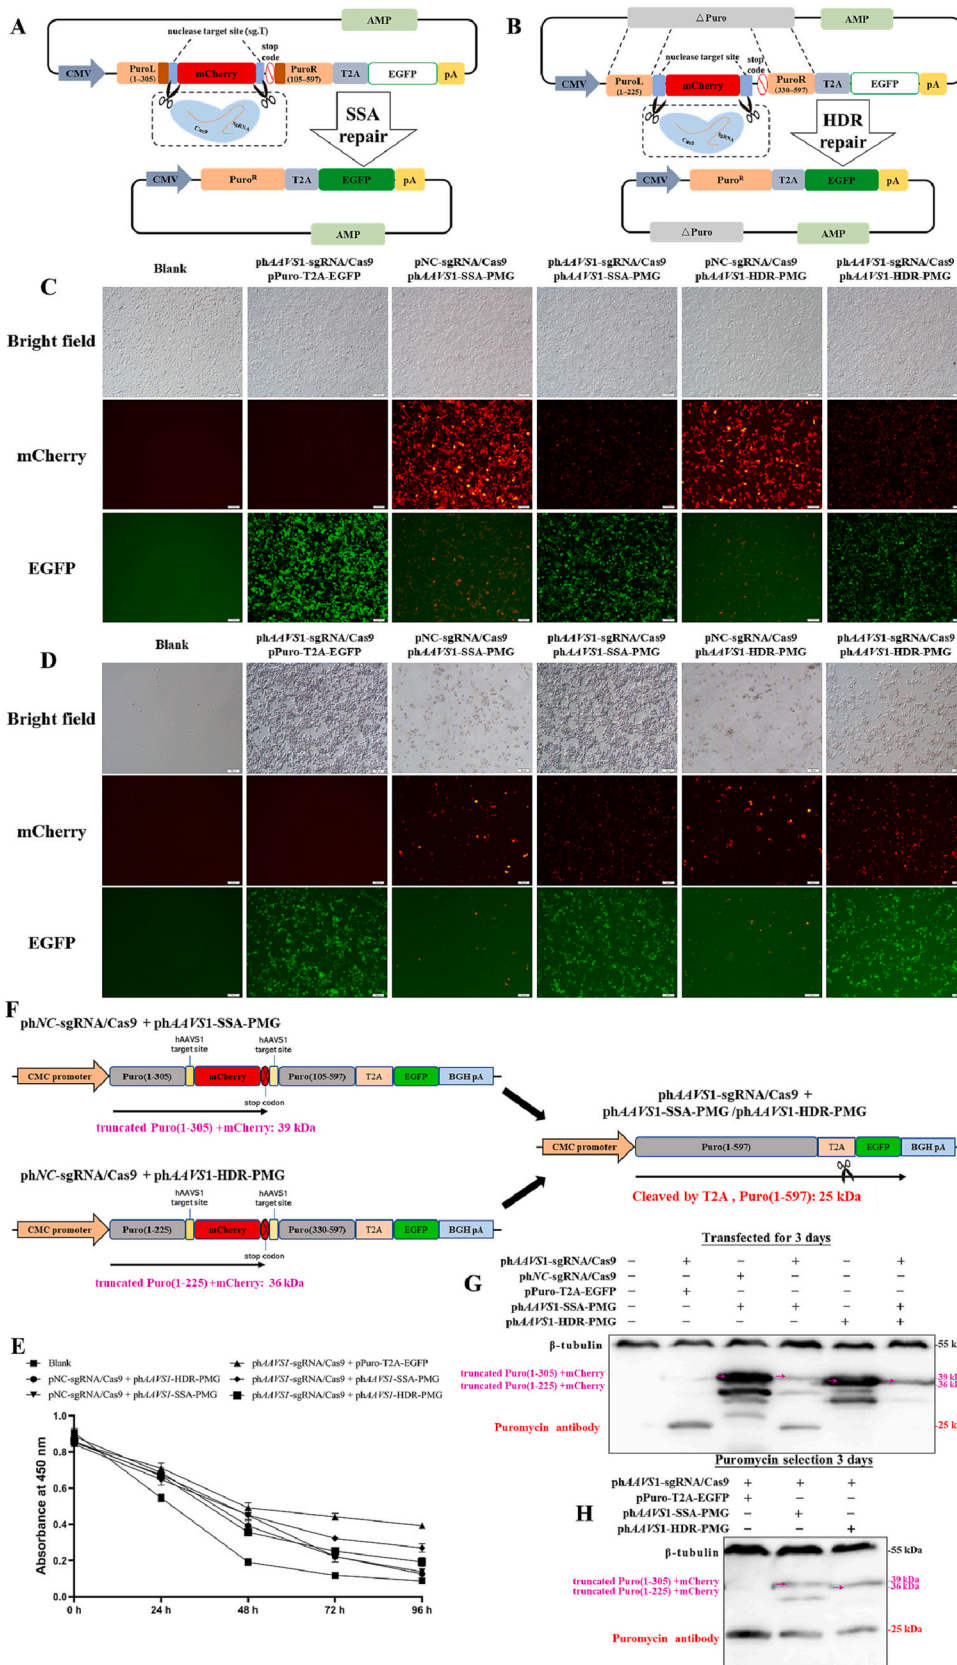 A
AMP
nuclease target site (sg.T)
stop
code
CMV
PuroL
(1–305)
mCherry
PuroR
(105–597)
T2A
EGFP
pA
Cas9
sgRNA
SSA
repair
CMV
Puroᴿ
T2A
EGFP
pA
AMP
B
△Puro
AMP
nuclease target site
stop
code
CMV
PuroL
(1–225)
mCherry
PuroR
(330–597)
T2A
EGFP
pA
Cas9
sgRNA
HDR
repair
CMV
Puroᴿ
T2A
EGFP
pA
△Puro
AMP
C
Blank
phAAVS1-sgRNA/Cas9
pPuro-T2A-EGFP
pNC-sgRNA/Cas9
phAAVS1-SSA-PMG
phAAVS1-sgRNA/Cas9
phAAVS1-SSA-PMG
pNC-sgRNA/Cas9
phAAVS1-HDR-PMG
phAAVS1-sgRNA/Cas9
phAAVS1-HDR-PMG
Bright field
mCherry
EGFP
D
Blank
phAAVS1-sgRNA/Cas9
pPuro-T2A-EGFP
pNC-sgRNA/Cas9
phAAVS1-SSA-PMG
phAAVS1-sgRNA/Cas9
phAAVS1-SSA-PMG
pNC-sgRNA/Cas9
phAAVS1-HDR-PMG
phAAVS1-sgRNA/Cas9
phAAVS1-HDR-PMG
Bright field
mCherry
EGFP
F
phNC-sgRNA/Cas9 + phAAVS1-SSA-PMG
hAAVS1
target site
hAAVS1
target site
CMC promoter
Puro(1-305)
mCherry
Puro(105-597)
T2A
EGFP
BGH pA
stop codon
truncated Puro(1-305) +mCherry: 39 kDa
phNC-sgRNA/Cas9 + phAAVS1-HDR-PMG
hAAVS1
target site
hAAVS1
target site
CMC promoter
Puro(1-225)
mCherry
Puro(330-597)
T2A
EGFP
BGH pA
stop codon
truncated Puro(1-225) +mCherry: 36 kDa
phAAVS1-sgRNA/Cas9 +
phAAVS1-SSA-PMG /phAAVS1-HDR-PMG
CMC promoter
Puro(1-597)
T2A
EGFP
BGH pA
Cleaved by T2A , Puro(1-597): 25 kDa
E
Blank
pNC-sgRNA/Cas9 + phAAVS1-HDR-PMG
pNC-sgRNA/Cas9 + phAAVS1-SSA-PMG
phAAVS1-sgRNA/Cas9 + pPuro-T2A-EGFP
phAAVS1-sgRNA/Cas9 + phAAVS1-SSA-PMG
phAAVS1-sgRNA/Cas9 + phAAVS1-HDR-PMG
Absorbance at 450 nm
0.8
0.6
0.4
0.2
0.0
0 h
24 h
48 h
72 h
96 h
G
Transfected for 3 days
phAAVS1-sgRNA/Cas9 − + − + − +
phNC-sgRNA/Cas9 − − + − − −
pPuro-T2A-EGFP − + − − − −
phAAVS1-SSA-PMG − − + + − +
phAAVS1-HDR-PMG − − − − + +
β-tubulin
-55 k
truncated Puro(1-305) +mCherry
39 k
truncated Puro(1-225) +mCherry
36 k
Puromycin antibody
-25 k
H
Puromycin selection 3 days
phAAVS1-sgRNA/Cas9 + + +
pPuro-T2A-EGFP + − −
phAAVS1-SSA-PMG − + −
phAAVS1-HDR-PMG − − +
β-tubulin
-55 kDa
truncated Puro(1-305) +mCherry
-39 kDa
truncated Puro(1-225) +mCherry
-36 kDa
Puromycin antibody
-25 kDa